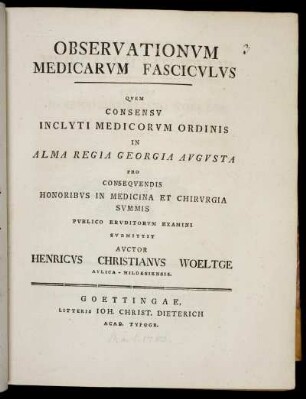 OBSERVATIONVM
MEDICARVM FASCICVLVS
QVEM
CONSENSV
INCLYTI MEDICORVM ORDINIS
IN
ALMA REGIA GEORGIA AVGVSTA
PRO
CONSEQVENDIS
HONORIBVS IN MEDICINA ET CHIRVRGIA
SVMMIS
PVBLICO ERVDITORVM EXAMINI
SVBMITTIT
AVCTOR
HENRICVS CHRISTIANVS WOELTGE
AVLICA-HILDESIENSIS.
GOETTINGAE,
LITTERIS IOH. CHRIST. DIETERICH
ACAD. TYPOGR.